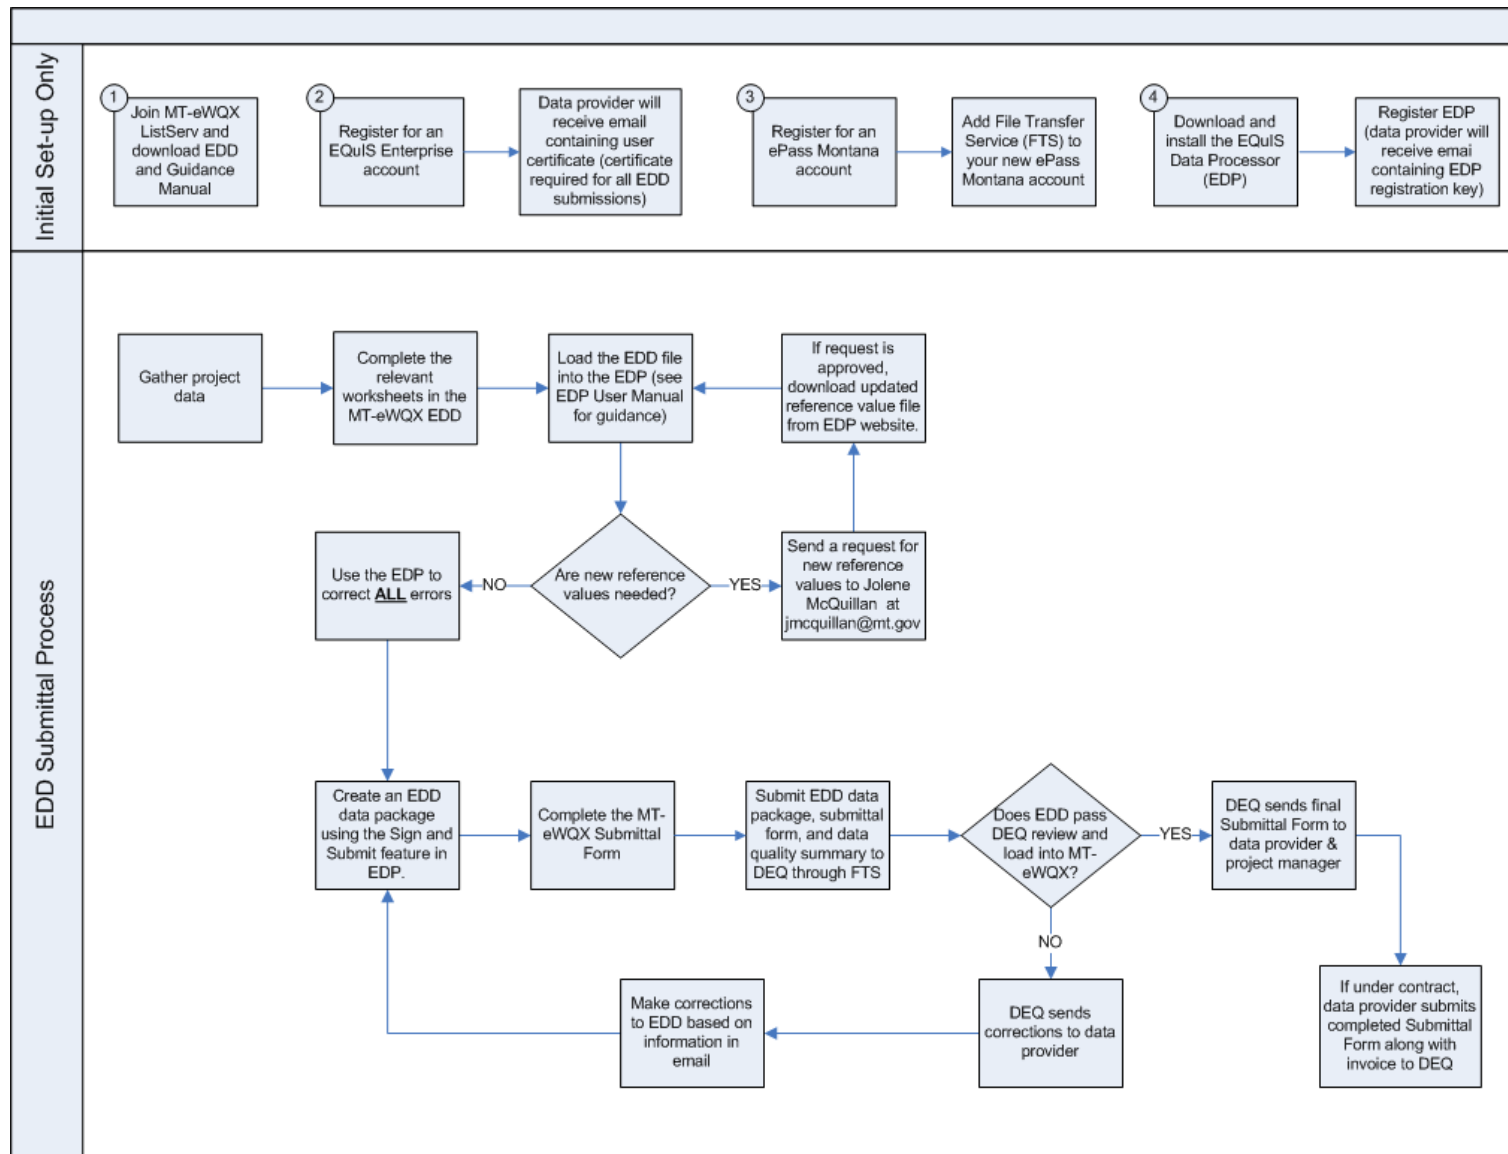 Initial Set-up Only
1
Join MT-eWQX
ListServ and
download EDD
and Guidance
Manual
2
Register for an
EQuIS Enterprise
account
Data provider will
receive email
containing user
certificate (certificate
required for all EDD
submissions)
3
Register for an
ePass Montana
account
Add File Transfer
Service (FTS) to
your new ePass
Montana account
4
Download and
install the EQuIS
Data Processor
(EDP)
Register EDP
(data provider will
receive emai
containing EDP
registration key)
EDD Submittal Process
Gather project
data
Complete the
relevant
worksheets in the
MT-eWQX EDD
Load the EDD file
into the EDP (see
EDP User Manual
for guidance)
If request is
approved,
download updated
reference value file
from EDP website.
Use the EDP to
correct ALL errors
NO
Are new reference
values needed?
YES
Send a request for
new reference
values to Jolene
McQuillan at
jmcquillan@mt.gov
Create an EDD
data package
using the Sign and
Submit feature in
EDP.
Complete the MT-
eWQX Submittal
Form
Submit EDD data
package, submittal
form, and data
quality summary to
DEQ through FTS
Does EDD pass
DEQ review and
load into MT-
eWQX?
YES
DEQ sends final
Submittal Form to
data provider &
project manager
NO
Make corrections
to EDD based on
information in
email
DEQ sends
corrections to data
provider
If under contract,
data provider submits
completed Submittal
Form along with
invoice to DEQ